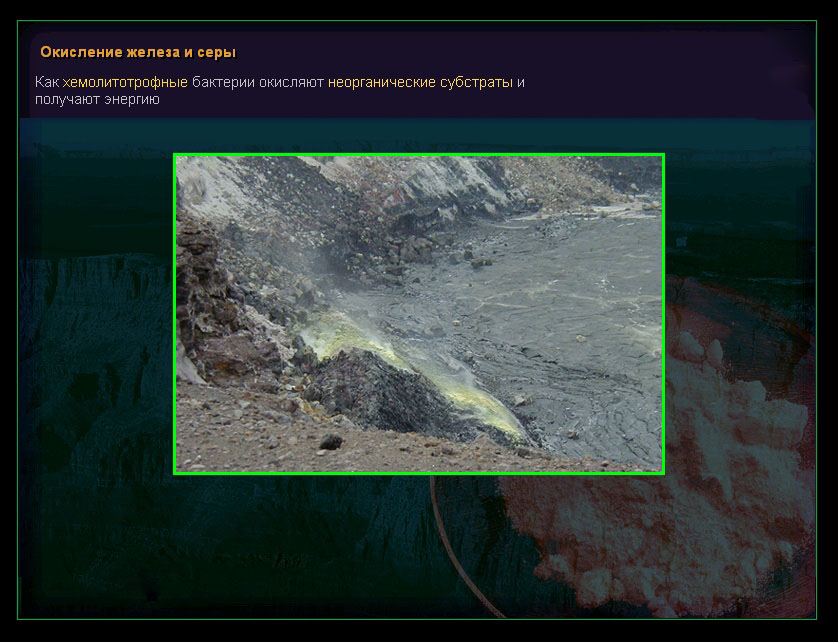 Окисление железа и серы
Как хемолитотрофные бактерии окисляют неорганические субстраты и
получают энергию